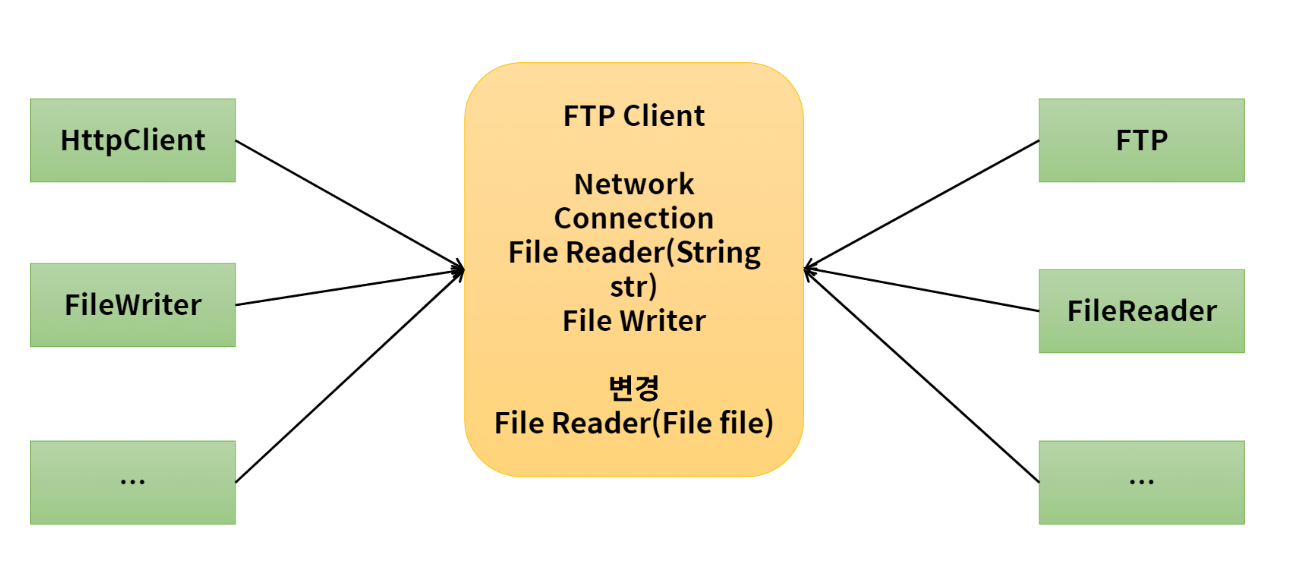 HttpClient
FileWriter
...
FTP Client
Network
Connection
File Reader(String
str)
File Writer
변경
File Reader(File file)
FTP
FileReader
...